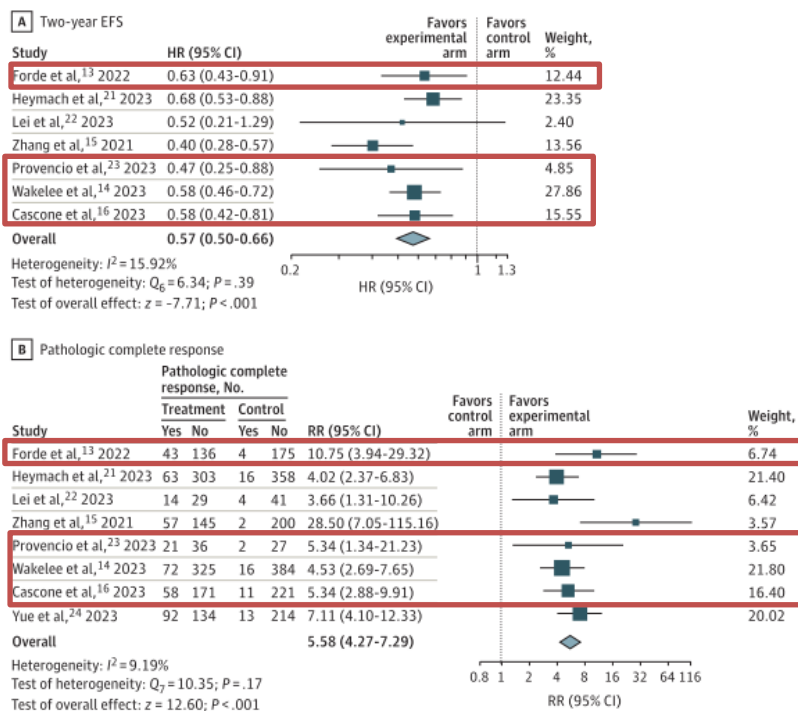 A Two-year EFS
Favors experimental arm Favors control arm
Study HR (95% CI) Weight, %
Forde et al,13 2022 0.63 (0.43-0.91) 12.44
Heymach et al,21 2023 0.68 (0.53-0.88) 23.35
Lei et al,22 2023 0.52 (0.21-1.29) 2.40
Zhang et al,15 2021 0.40 (0.28-0.57) 13.56
Provencio et al,23 2023 0.47 (0.25-0.88) 4.85
Wakelee et al,14 2023 0.58 (0.46-0.72) 27.86
Cascone et al,16 2023 0.58 (0.42-0.81) 15.55
Overall 0.57 (0.50-0.66)
Heterogeneity: I2 = 15.92%
Test of heterogeneity: Q6 = 6.34; P = .39
Test of overall effect: z = –7.71; P < .001
0.2 1 1.3
HR (95% CI)
B Pathologic complete response
Pathologic complete response, No.
Treatment Control
Favors control arm Favors experimental arm
Study Yes No Yes No RR (95% CI) Weight, %
Forde et al,13 2022 43 136 4 175 10.75 (3.94-29.32) 6.74
Heymach et al,21 2023 63 303 16 358 4.02 (2.37-6.83) 21.40
Lei et al,22 2023 14 29 4 41 3.66 (1.31-10.26) 6.42
Zhang et al,15 2021 57 145 2 200 28.50 (7.05-115.16) 3.57
Provencio et al,23 2023 21 36 2 27 5.34 (1.34-21.23) 3.65
Wakelee et al,14 2023 72 325 16 384 4.53 (2.69-7.65) 21.80
Cascone et al,16 2023 58 171 11 221 5.34 (2.88-9.91) 16.40
Yue et al,24 2023 92 134 13 214 7.11 (4.10-12.33) 20.02
Overall 5.58 (4.27-7.29)
Heterogeneity: I2 = 9.19%
Test of heterogeneity: Q7 = 10.35; P = .17
Test of overall effect: z = 12.60; P < .001
0.8 1 2 4 8 16 32 64 116
RR (95% CI)